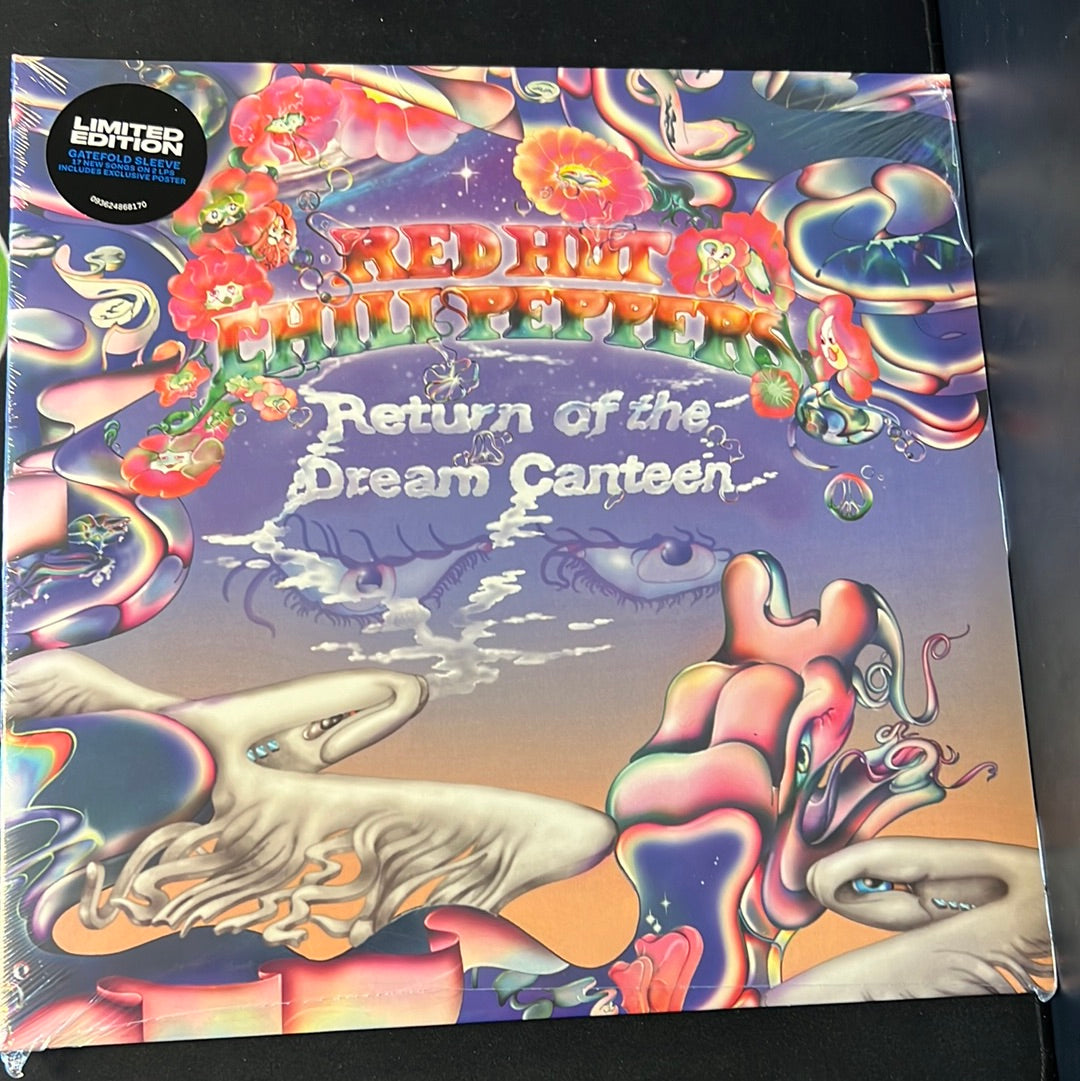 LIMITED
EDITION
GATEFOLD SLEEVE
17 NEW SONGS ON 2 LPS
INCLUDES EXCLUSIVE POSTER
093624868170
RED HOT
CHILI PEPPERS
Return of the
Dream Canteen